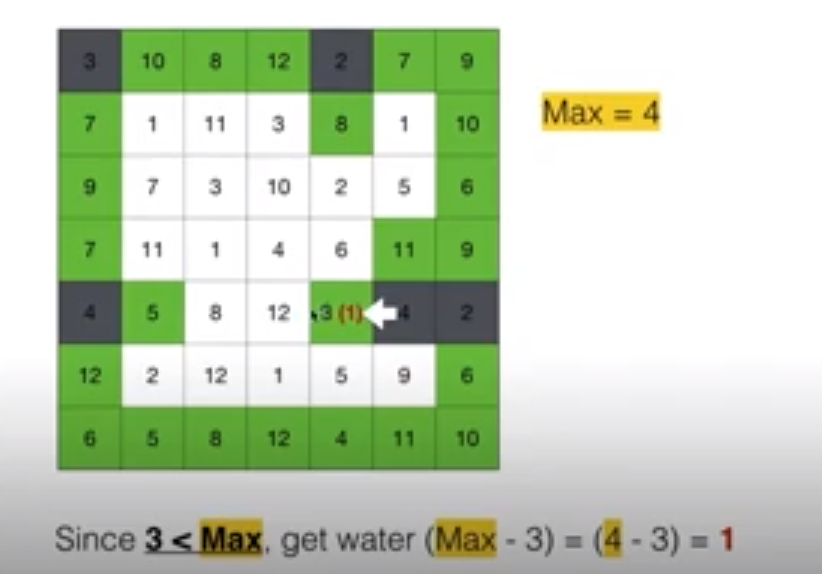 3 10 8 12 2 7 9
Max = 4
7 1 11 3 8 1 10
9 7 3 10 2 5 6
7 11 1 4 6 11 9
4 5 8 12 3 (1) 4 2
12 2 12 1 5 9 6
6 5 8 12 4 11 10
Since 3 < Max, get water (Max - 3) = (4 - 3) = 1